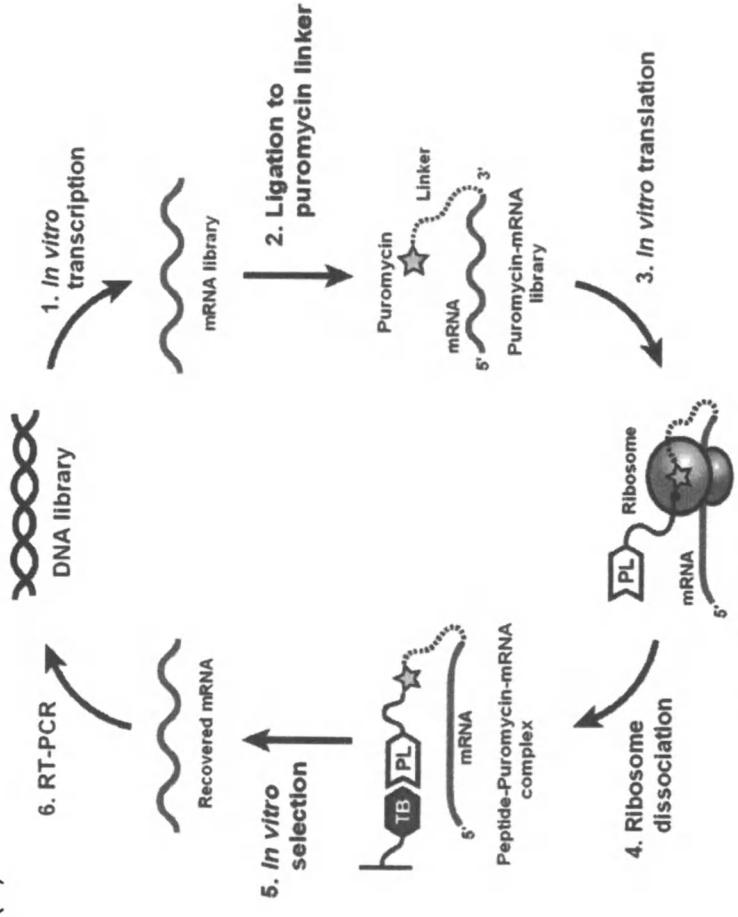 DNA library
1. In vitro
transcription
mRNA library
2. Ligation to
puromycin linker
Puromycin
Linker
mRNA
5'
3'
Puromycin-mRNA
library
3. In vitro translation
Ribosome
PL
mRNA
5'
4. Ribosome
dissociation
TB
PL
mRNA
5'
Peptide-Puromycin-mRNA
complex
5. In vitro
selection
Recovered mRNA
6. RT-PCR